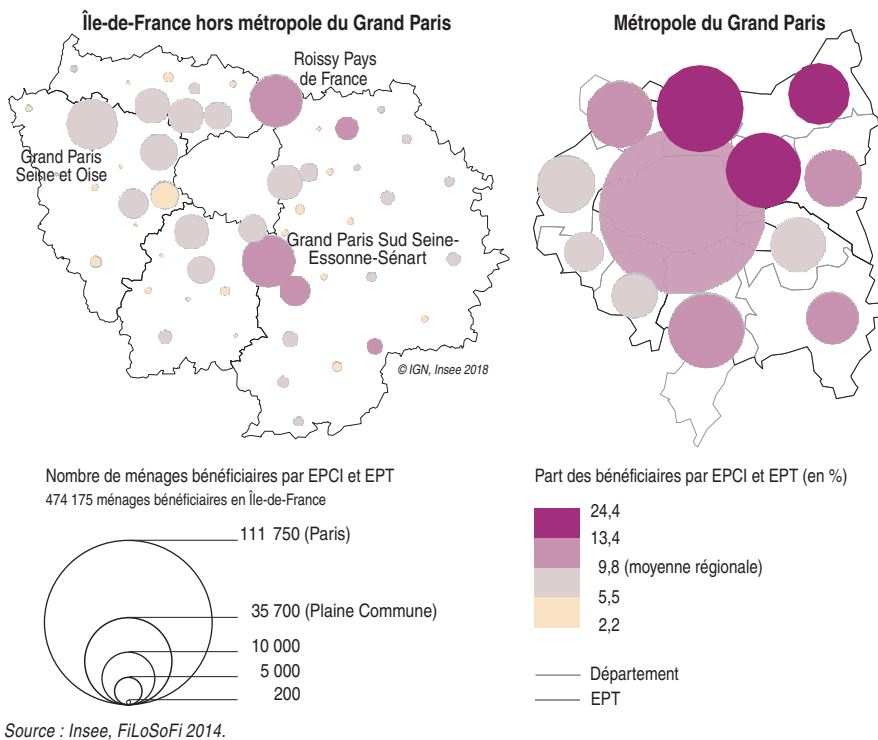 Île-de-France hors métropole du Grand Paris
Métropole du Grand Paris
Roissy Pays
de France
Grand Paris
Seine et Oise
Grand Paris Sud Seine-
Essonne-Sénart
© IGN, Insee 2018
Nombre de ménages bénéficiaires par EPCI et EPT
474 175 ménages bénéficiaires en Île-de-France
111 750 (Paris)
35 700 (Plaine Commune)
10 000
5 000
200
Part des bénéficiaires par EPCI et EPT (en %)
24,4
13,4
9,8 (moyenne régionale)
5,5
2,2
Département
EPT
Source : Insee, FiLoSoFi 2014.